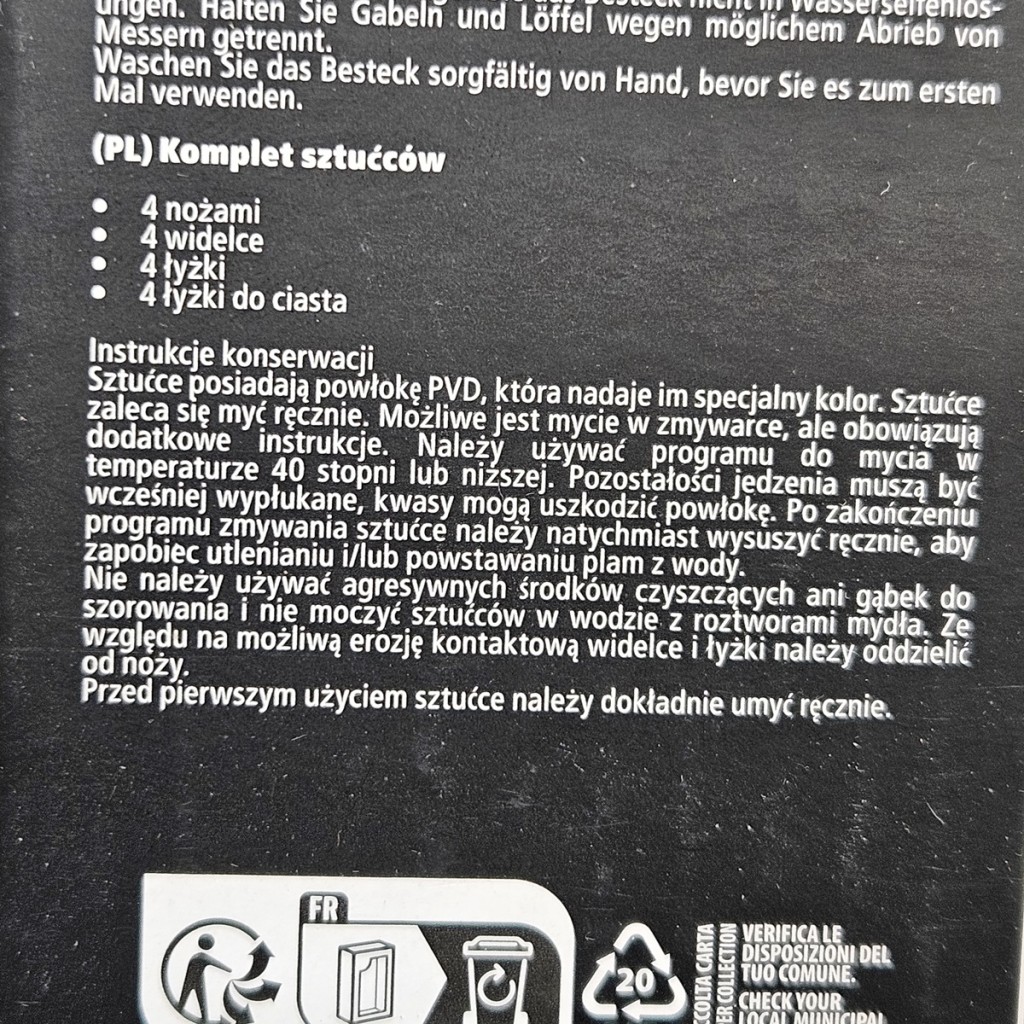 ungen. Halten Sie Gabeln und Löffel wegen möglichem Abrieb von
Messern getrennt.
Waschen Sie das Besteck sorgfältig von Hand, bevor Sie es zum ersten
Mal verwenden.
(PL) Komplet sztućców
• 4 nożami
• 4 widelce
• 4 łyżki
• 4 łyżki do ciasta
Instrukcje konserwacji
Sztućce posiadają powłokę PVD, która nadaje im specjalny kolor. Sztućce
zaleca się myć ręcznie. Możliwe jest mycie w zmywarce, ale obowiązują
dodatkowe instrukcje. Należy używać programu do mycia w
temperaturze 40 stopni lub niższej. Pozostałości jedzenia muszą być
wcześniej wypłukane, kwasy mogą uszkodzić powłokę. Po zakończeniu
programu zmywania sztućce należy natychmiast wysuszyć ręcznie, aby
zapobiec utlenianiu i/lub powstawaniu plam z wody.
Nie należy używać agresywnych środków czyszczących ani gąbek do
szorowania i nie moczyć sztućców w wodzie z roztworami mydła. Ze
względu na możliwą erozję kontaktową widelce i łyżki należy oddzielić
od noży.
Przed pierwszym użyciem sztućce należy dokładnie umyć ręcznie.
FR
20
CARTA
COLLECTION
VERIFICA LE
DISPOSIZIONI DEL
TUO COMUNE.
CHECK YOUR
LOCAL MUNICIPAL